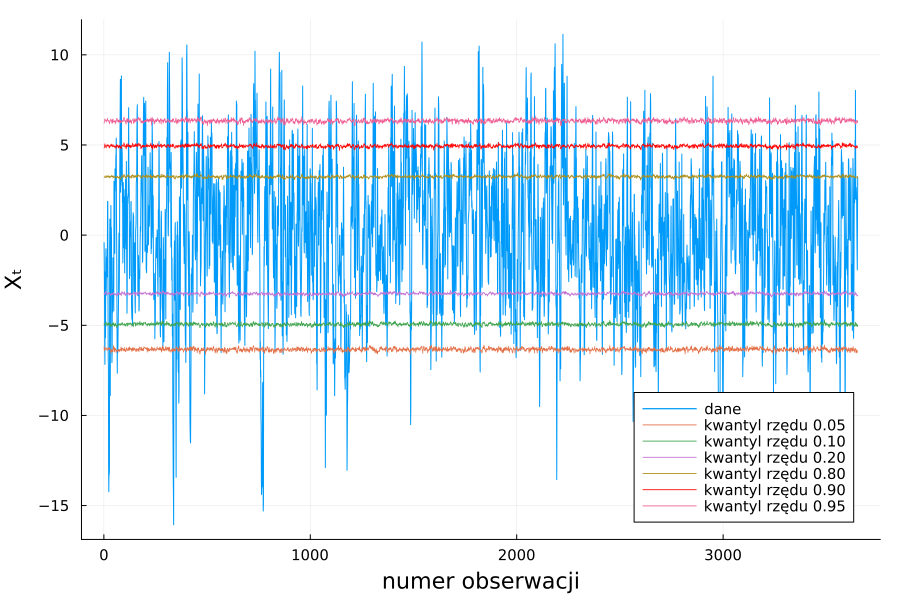 10
5
0
−5
−10
−15
Xₜ
0
1000
2000
3000
numer obserwacji
dane
kwantyl rzędu 0.05
kwantyl rzędu 0.10
kwantyl rzędu 0.20
kwantyl rzędu 0.80
kwantyl rzędu 0.90
kwantyl rzędu 0.95